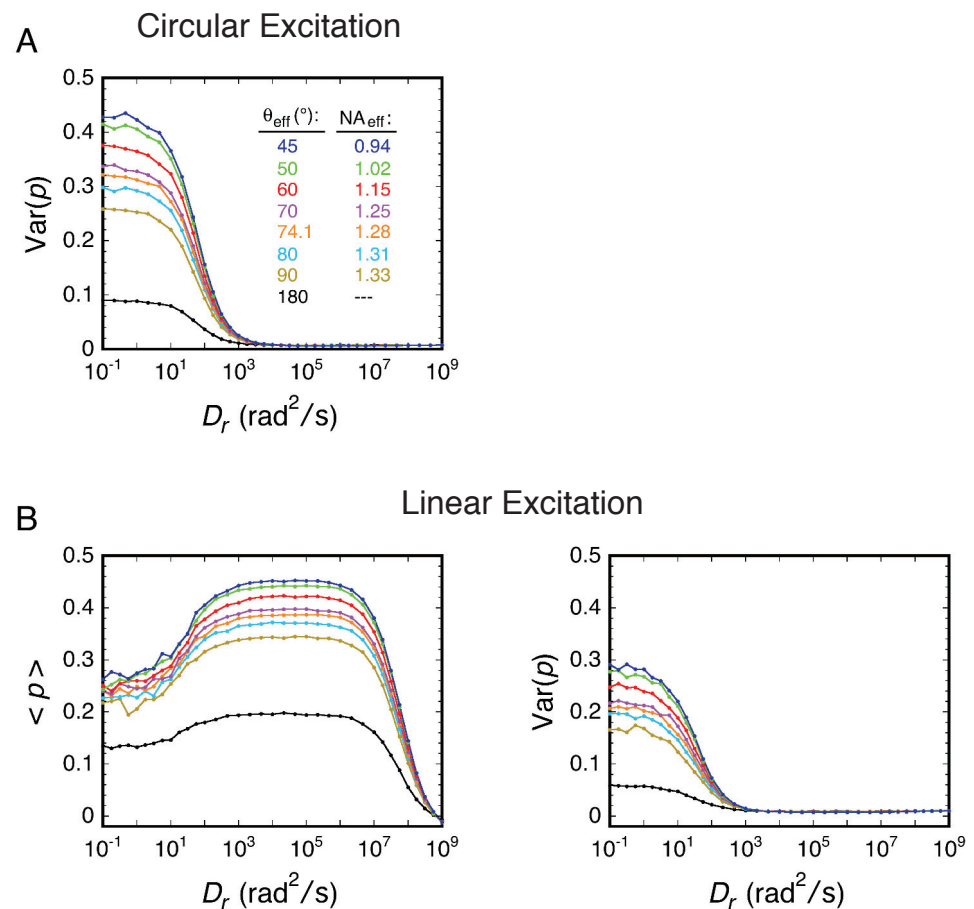 A
Circular Excitation
0.5
0.4
0.3
0.2
0.1
0
Var(p)
θeff (°): NAeff:
45 0.94
50 1.02
60 1.15
70 1.25
74.1 1.28
80 1.31
90 1.33
180 ---
10⁻¹ 10¹ 10³ 10⁵ 10⁷ 10⁹
Dr (rad²/s)
B
Linear Excitation
0.5
0.4
0.3
0.2
0.1
0
< p >
10⁻¹ 10¹ 10³ 10⁵ 10⁷ 10⁹
Dr (rad²/s)
0.5
0.4
0.3
0.2
0.1
0
Var(p)
10⁻¹ 10¹ 10³ 10⁵ 10⁷ 10⁹
Dr (rad²/s)